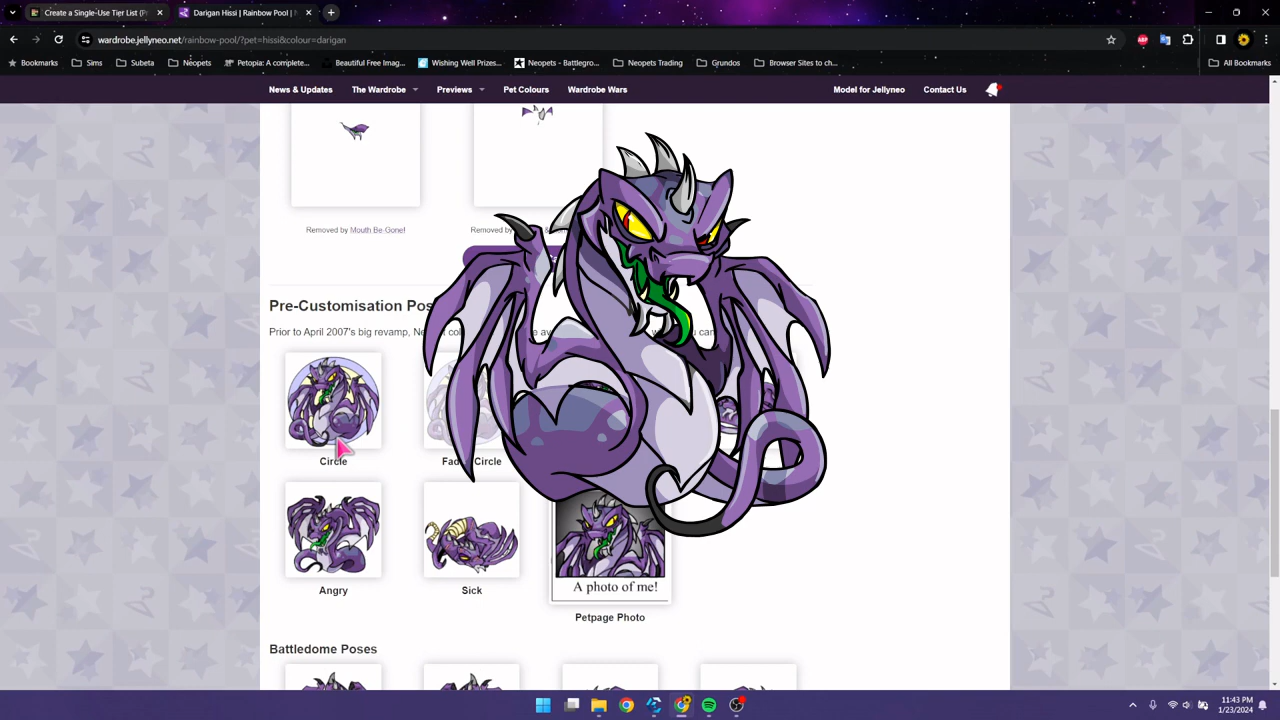 Create a Single-Use Tier List (P
Darigan Hissi | Rainbow Pool |
wardrobe.jellyneo.net/rainbow-pool/?pet=hissi&colour=darigan
ABP
Bookmarks Sims Subeta Neopets Petopia: A complete... Beautiful Free Imag... Wishing Well Prizes... Neopets - Battlegro... Neopets Trading Grundos Browser Sites to ch... All Bookmarks
News & Updates The Wardrobe Previews Pet Colours Wardrobe Wars Model for Jellyneo Contact Us
Removed by Mouth Be Gone! Removed by
Pre-Customisation Pos
Prior to April 2007's big revamp, Ne
Circle Fad Circle
Angry Sick
A photo of me!
Petpage Photo
Battledome Poses
11:43 PM
1/23/2024